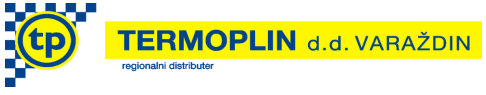 tp
TERMOPLIN d.d. VARAŽDIN
regionalni distributer